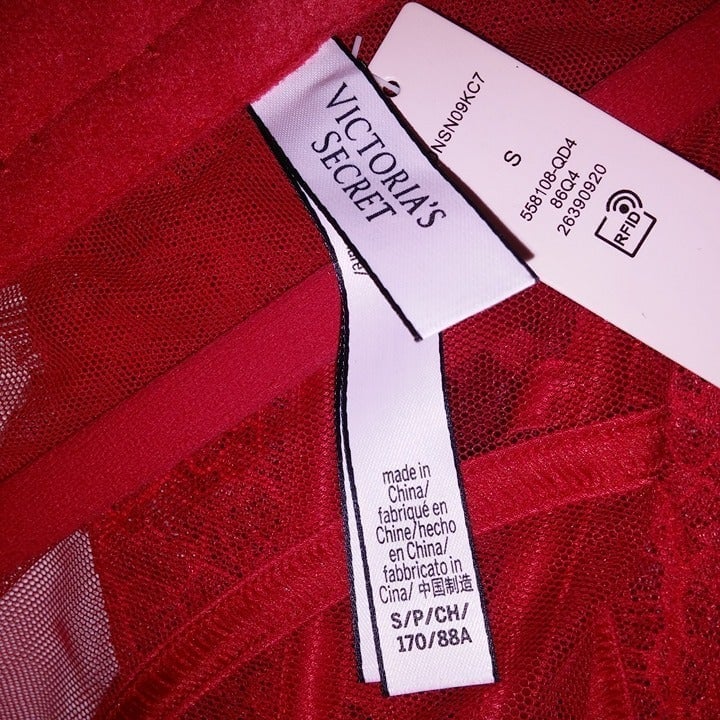 VICTORIA'S
SECRET
NSN09KC7
S
558108-QD4
86Q4
26390920
RFID
made in
China/
fabriqué en
Chine/hecho
en China/
fabbricato in
Cina/ 中国制造
S/P/CH/
170/88A